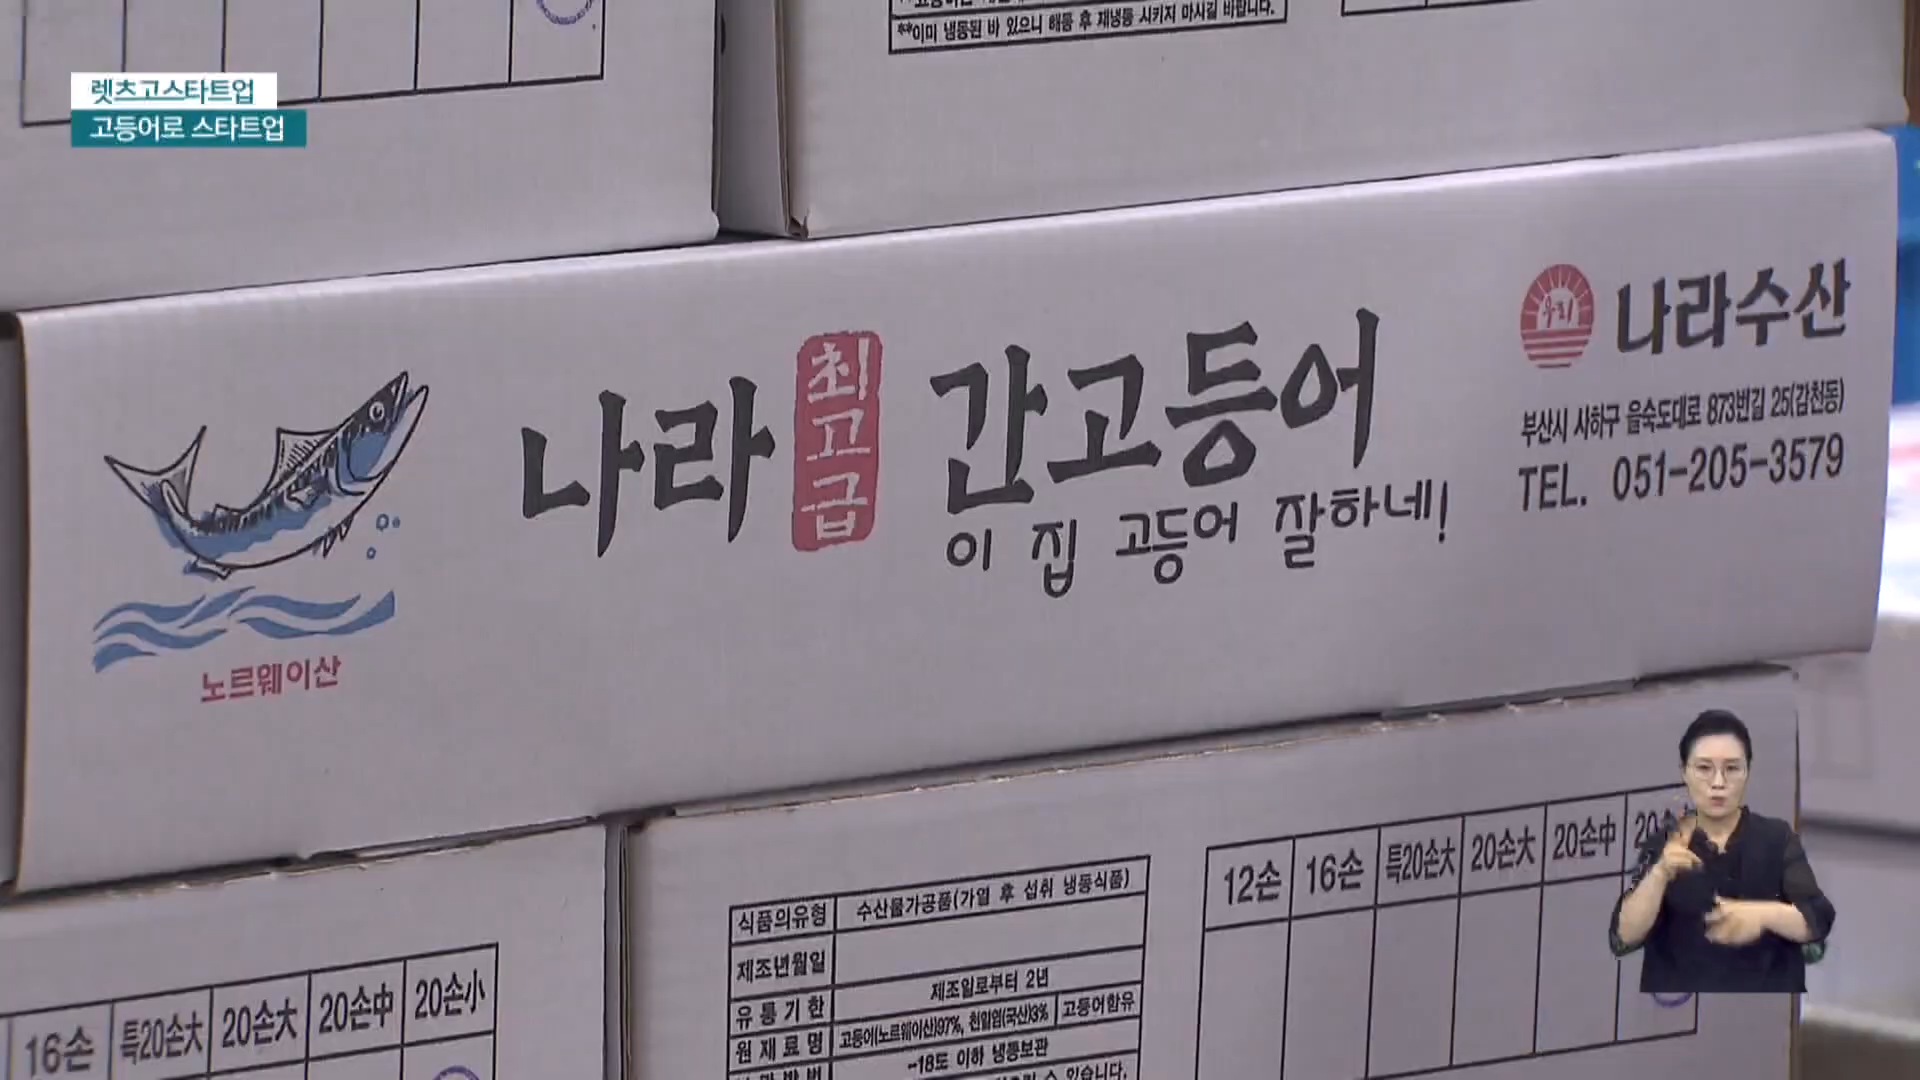 렛츠고스타트업
고등어로 스타트업
**이미 냉동된 바 있으니 해동 후 재냉동 시키지 마시길 바랍니다.
나라 최고급 간고등어
이 집 고등어 잘하네!
우리 나라수산
부산시 사하구 을숙도대로 873번길 25(감천동)
TEL. 051-205-3579
노르웨이산
식품의유형 수산물가공품(가열 후 섭취 냉동식품)
제조년월일
유통기한 제조일로부터 2년
원재료명 고등어(노르웨이산)97%, 천일염(국산)3% 고등어함유
-18도 이하 냉동보관
12손 16손 특20손大 20손大 20손中
16손 특20손大 20손大 20손中 20손小